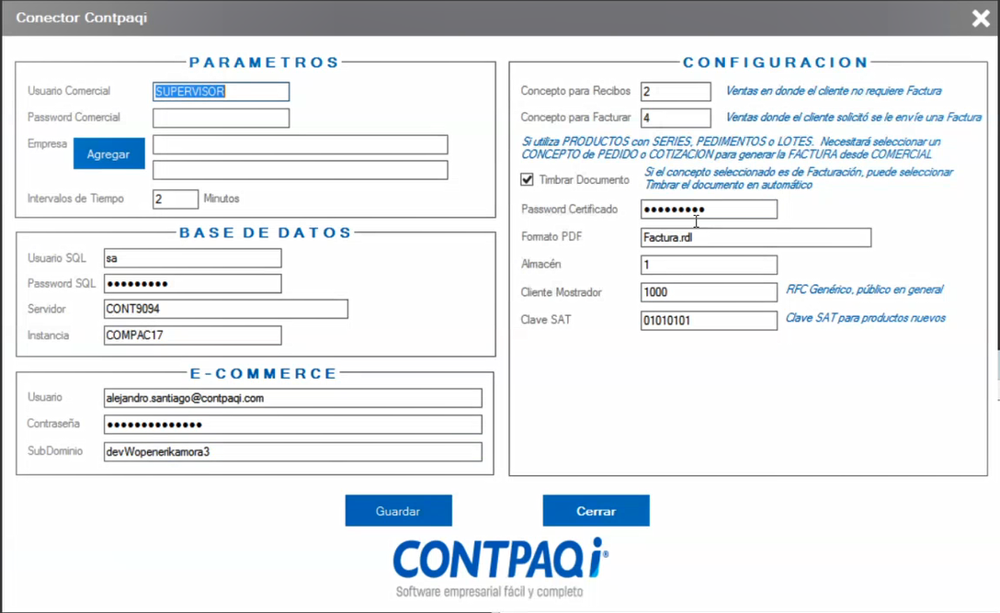 Conector Contpaqi
PARAMETROS
Usuario Comercial SUPERVISOR
Password Comercial
Empresa Agregar
Intervalos de Tiempo 2 Minutos
BASE DE DATOS
Usuario SQL sa
Password SQL •••••••••
Servidor CONT9094
Instancia COMPAC17
E-COMMERCE
Usuario alejandro.santiago@contpaqi.com
Contraseña ••••••••••••••
SubDominio devWopenerikamora3
CONFIGURACION
Concepto para Recibos 2 Ventas en donde el cliente no requiere Factura
Concepto para Facturar 4 Ventas donde el cliente solicitó se le envíe una Factura
Si utiliza PRODUCTOS con SERIES, PEDIMENTOS o LOTES. Necesitará seleccionar un
CONCEPTO de PEDIDO o COTIZACION para generar la FACTURA desde COMERCIAL
Timbrar Documento Si el concepto seleccionado es de Facturación, puede seleccionar
Timbrar el documento en automático
Password Certificado •••••••••
Formato PDF Factura.rdl
Almacén 1
Cliente Mostrador 1000 RFC Genérico, público en general
Clave SAT 01010101 Clave SAT para productos nuevos
Guardar Cerrar
CONTPAQi®
Software empresarial fácil y completo